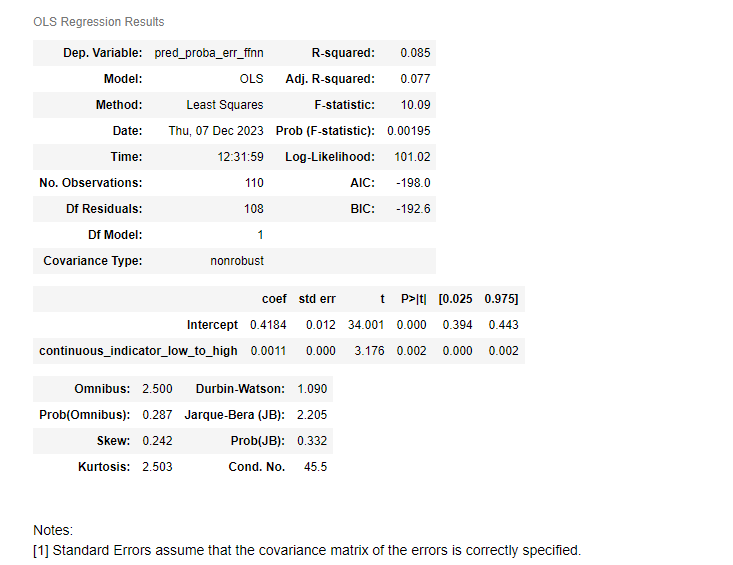 OLS Regression Results
Dep. Variable: pred_proba_err_ffnn R-squared: 0.085
Model: OLS Adj. R-squared: 0.077
Method: Least Squares F-statistic: 10.09
Date: Thu, 07 Dec 2023 Prob (F-statistic): 0.00195
Time: 12:31:59 Log-Likelihood: 101.02
No. Observations: 110 AIC: -198.0
Df Residuals: 108 BIC: -192.6
Df Model: 1
Covariance Type: nonrobust
coef std err t P>|t| [0.025 0.975]
Intercept 0.4184 0.012 34.001 0.000 0.394 0.443
continuous_indicator_low_to_high 0.0011 0.000 3.176 0.002 0.000 0.002
Omnibus: 2.500 Durbin-Watson: 1.090
Prob(Omnibus): 0.287 Jarque-Bera (JB): 2.205
Skew: 0.242 Prob(JB): 0.332
Kurtosis: 2.503 Cond. No. 45.5
Notes:
[1] Standard Errors assume that the covariance matrix of the errors is correctly specified.